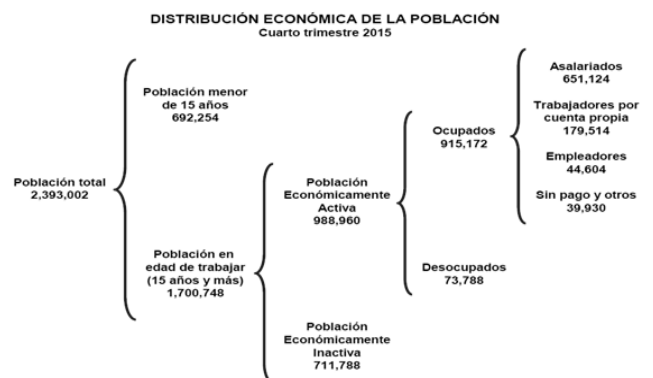 DISTRIBUCIÓN ECONÓMICA DE LA POBLACIÓN
Cuarto trimestre 2015
Población total
2,393,002
Población menor
de 15 años
692,254
Población en
edad de trabajar
(15 años y más)
1,700,748
Población
Económicamente
Activa
988,960
Población
Económicamente
Inactiva
711,788
Ocupados
915,172
Desocupados
73,788
Asalariados
651,124
Trabajadores por
cuenta propia
179,514
Empleadores
44,604
Sin pago y otros
39,930